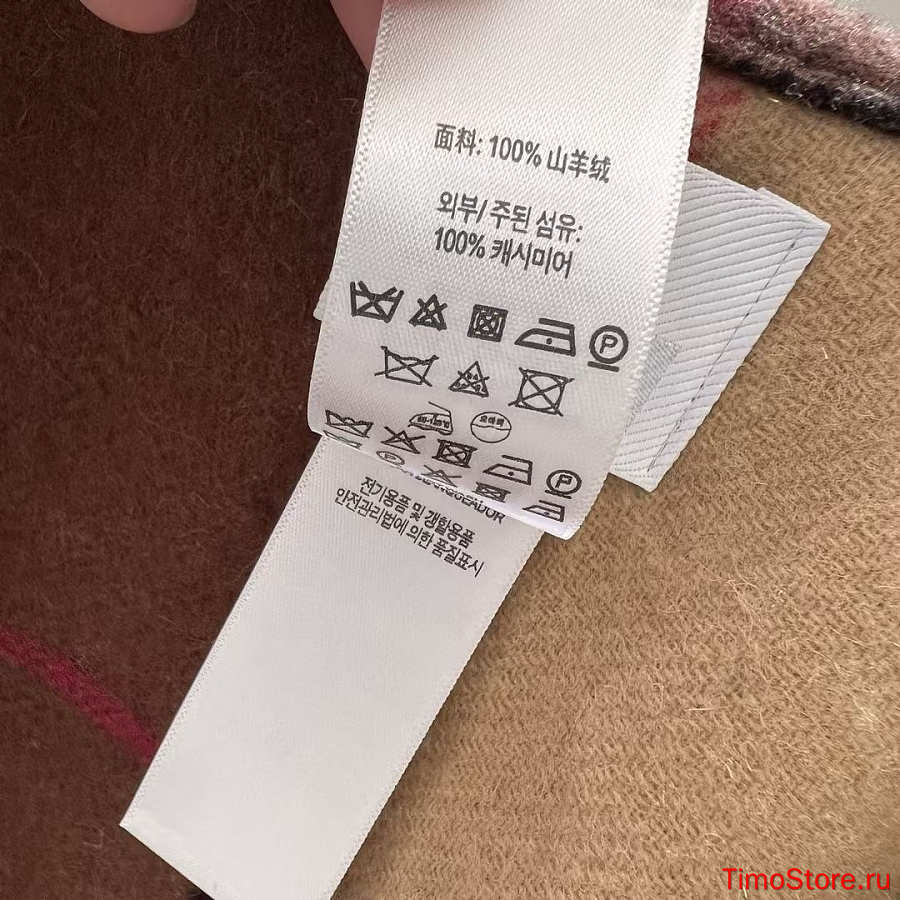 面料: 100% 山羊绒
외부/ 주된 섬유:
100% 캐시미어
P
P
전기용품 및 갱활용품
안전관리법에 의한 품질표시
TimoStore.ru